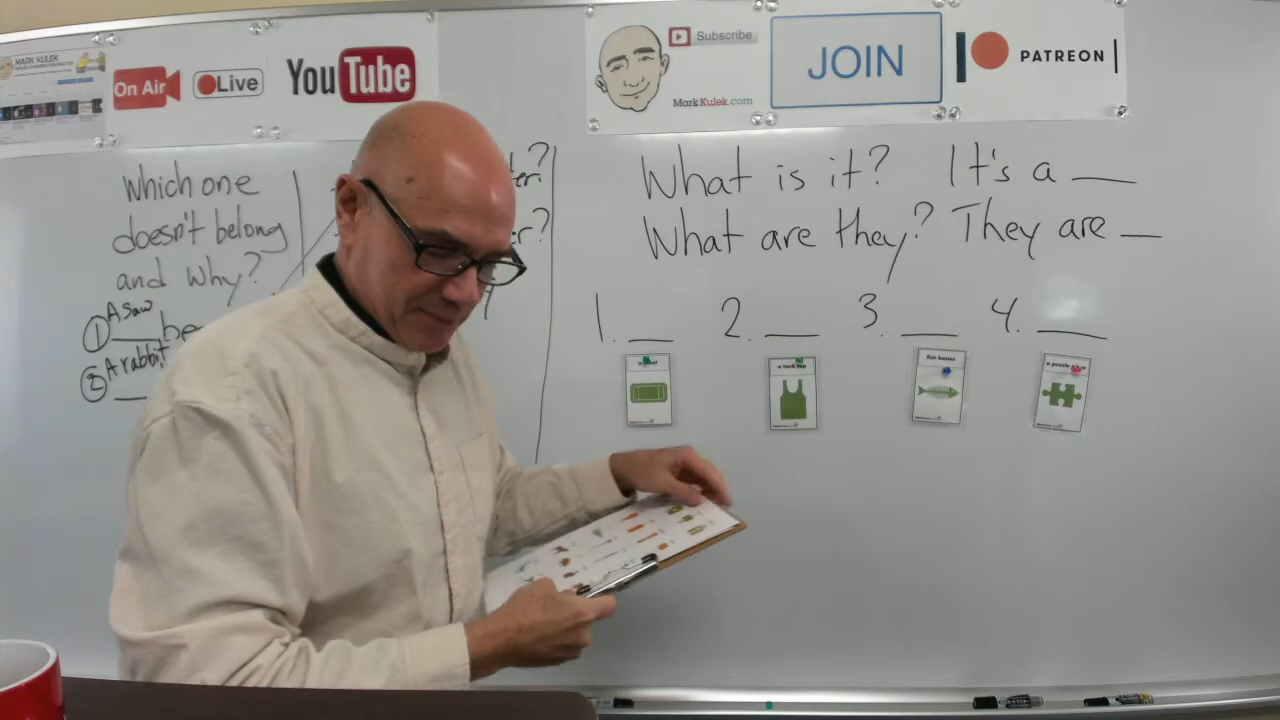 MARK KULEK
On Air
Live
YouTube
Subscribe
MarkKulek.com
JOIN
PATREON
Which one
doesn't belong
and why?
① A saw
② A rabbit
What is it? It's a ___
What are they? They are ___
1. ___ 2. ___ 3. ___ 4. ___
a tank top
fish bones
a puzzle piece